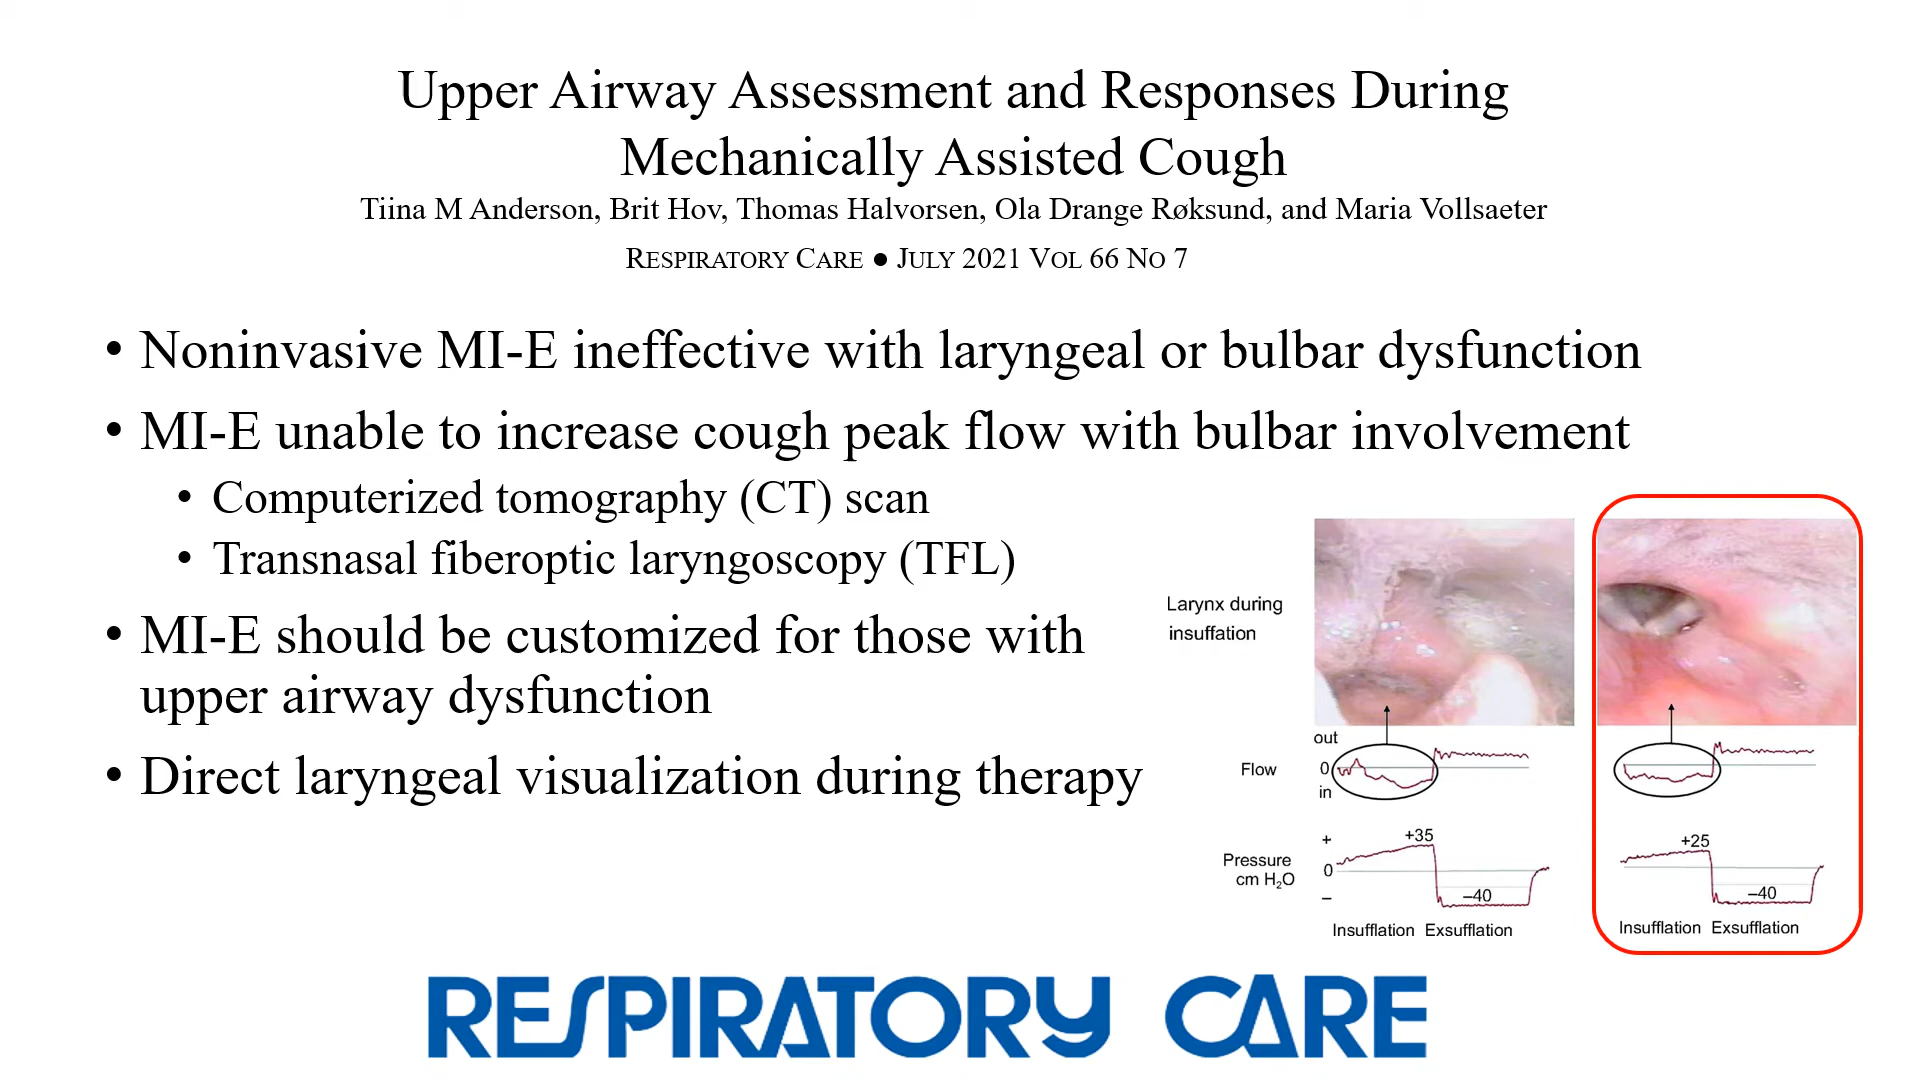 Upper Airway Assessment and Responses During
Mechanically Assisted Cough
Tiina M Anderson, Brit Hov, Thomas Halvorsen, Ola Drange Røksund, and Maria Vollsaeter
RESPIRATORY CARE ● JULY 2021 VOL 66 NO 7
• Noninvasive MI-E ineffective with laryngeal or bulbar dysfunction
• MI-E unable to increase cough peak flow with bulbar involvement
• Computerized tomography (CT) scan
• Transnasal fiberoptic laryngoscopy (TFL)
• MI-E should be customized for those with
upper airway dysfunction
• Direct laryngeal visualization during therapy
Larynx during
insuffation
out
Flow
0
in
+35
+25
+
Pressure
cm H₂O
0
–
–40
–40
Insufflation Exsufflation
Insufflation Exsufflation
RESPIRATORY CARE